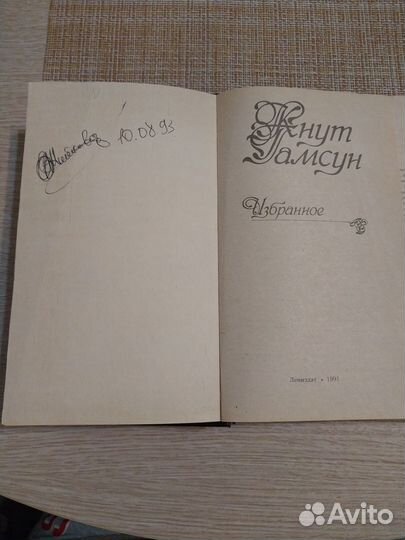 10.08.93
Кнут
Гамсун
Избранное
Лениздат • 1991
Avito